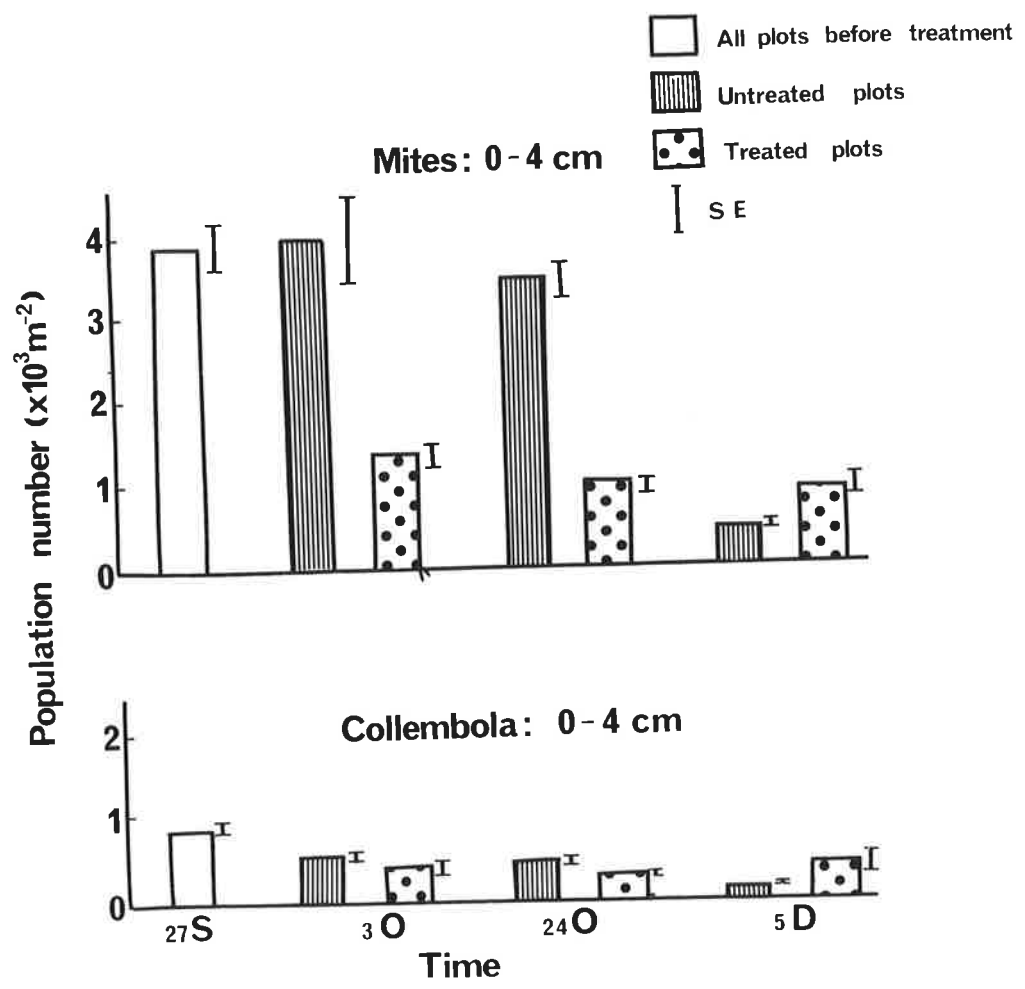 All plots before treatment
Untreated plots
Treated plots
S E
Mites: 0-4 cm
Population number (x10³m⁻²)
4
3
2
1
0
Collembola: 0-4 cm
2
1
0
27S 3O 24O 5D
Time